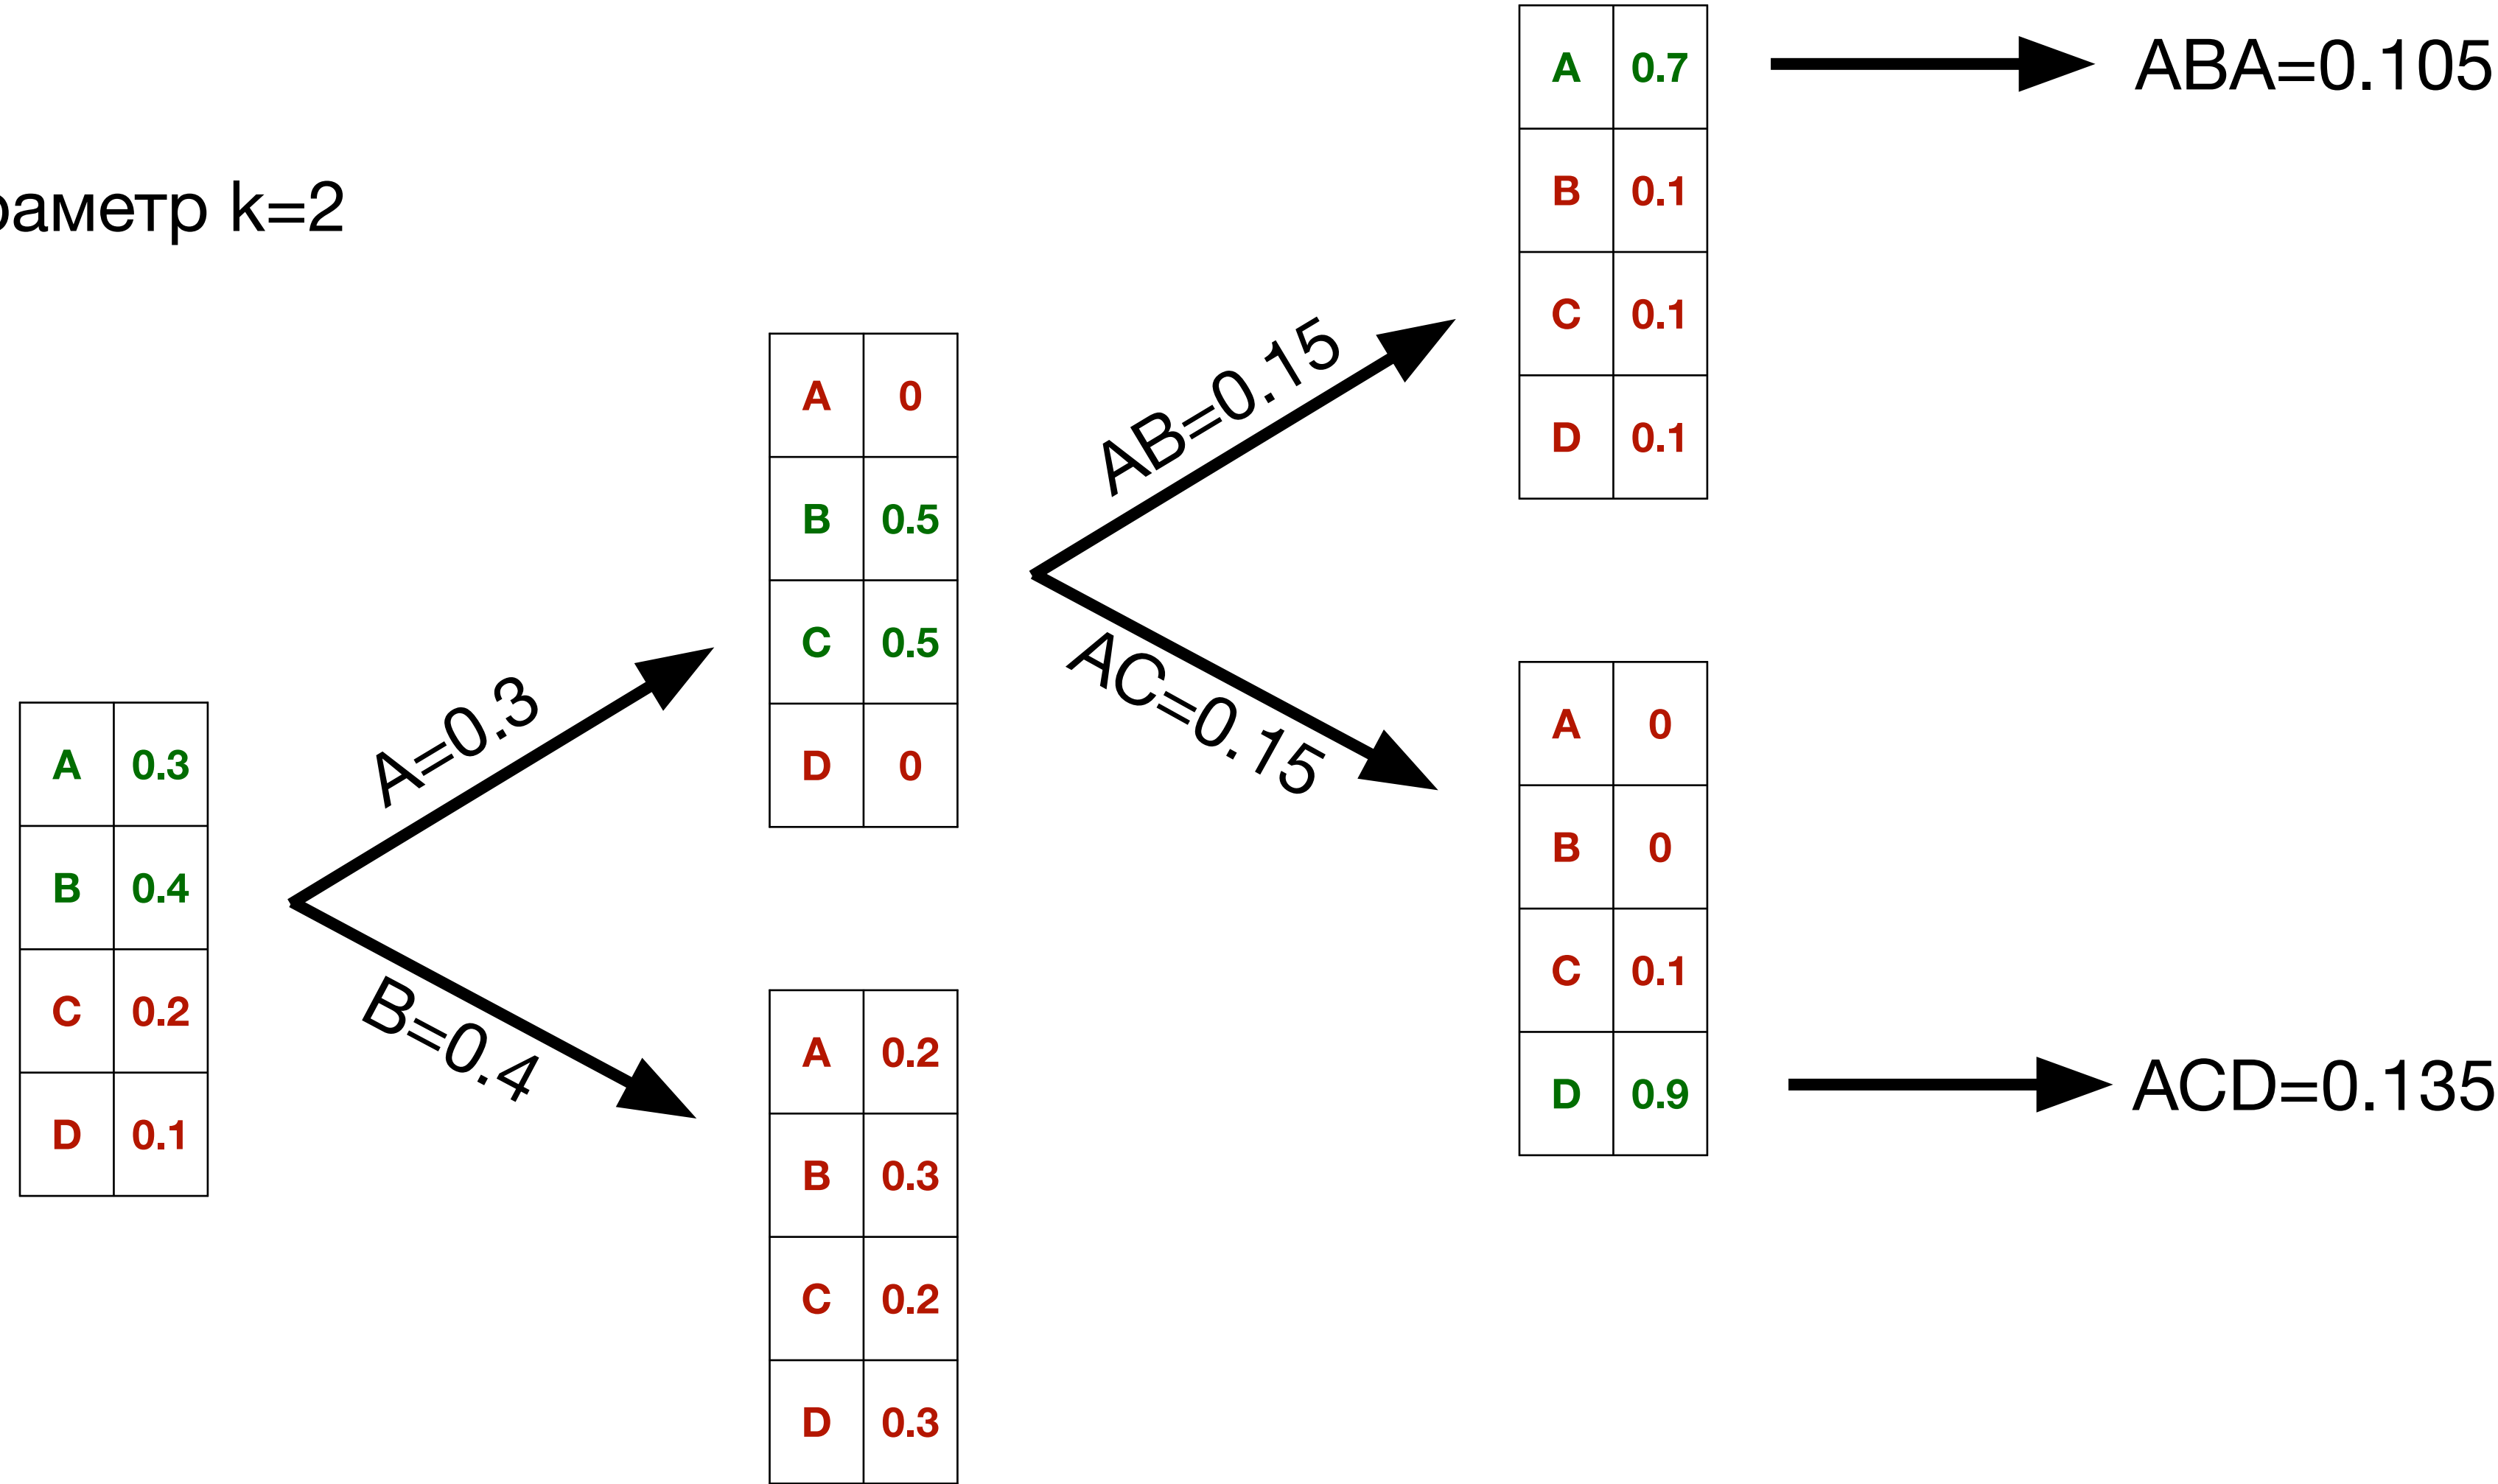 раметр k=2
A 0.3
B 0.4
C 0.2
D 0.1
A=0.3
B=0.4
A 0
B 0.5
C 0.5
D 0
A 0.2
B 0.3
C 0.2
D 0.3
AB=0.15
AC=0.15
A 0.7
B 0.1
C 0.1
D 0.1
A 0
B 0
C 0.1
D 0.9
ABA=0.105
ACD=0.135